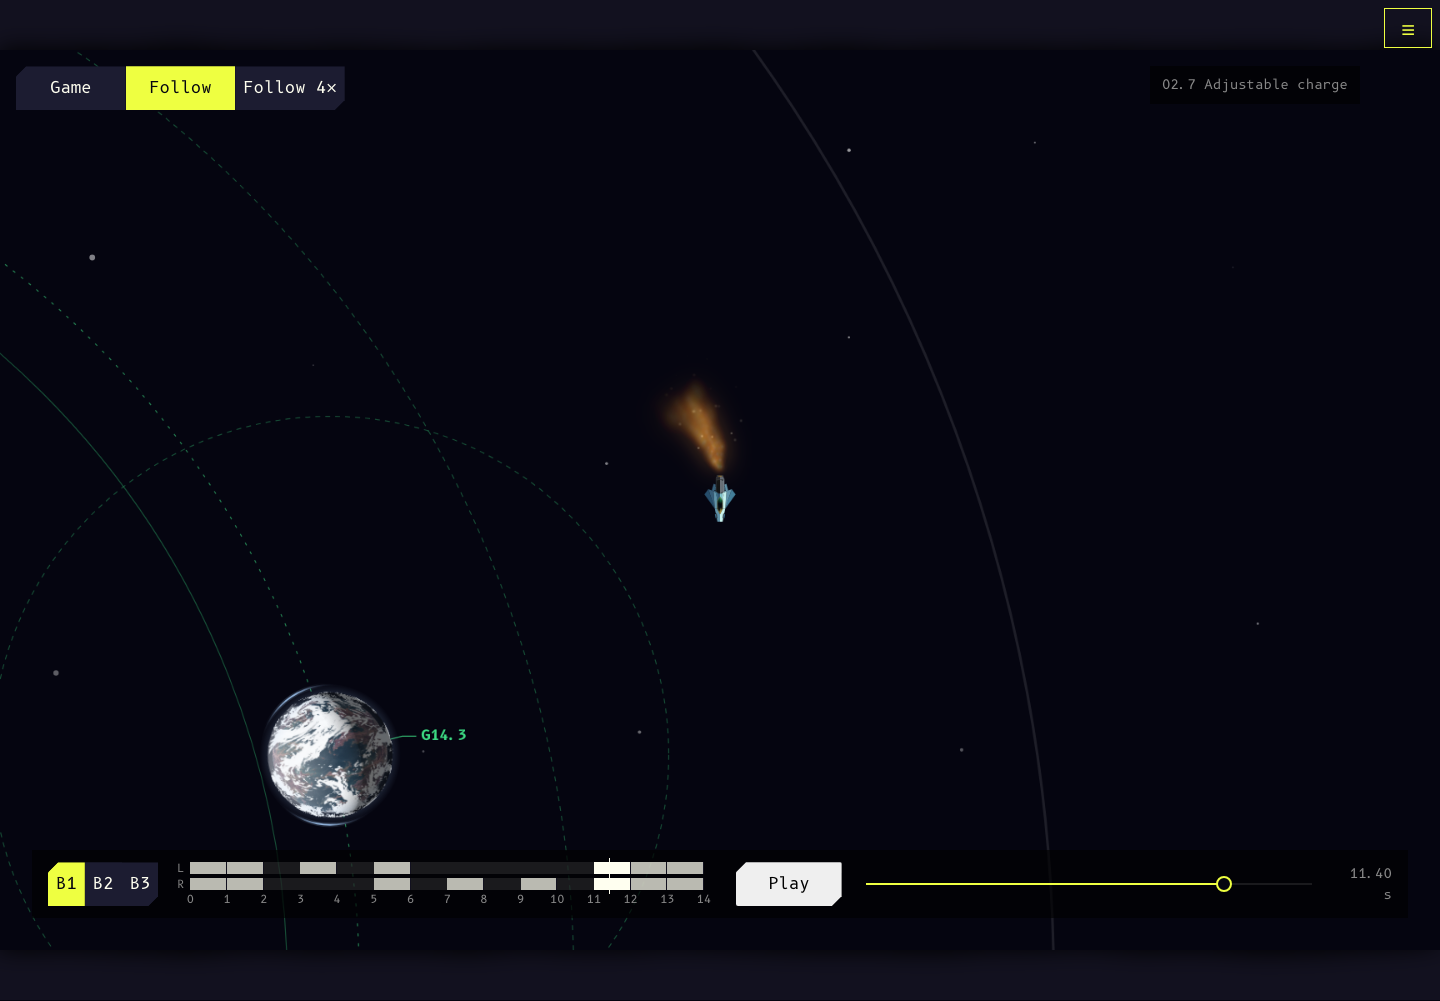 ≡
Game Follow Follow 4×
02.7 Adjustable charge
G14.3
B1 B2 B3
L
R
0 1 2 3 4 5 6 7 8 9 10 11 12 13 14
Play
11.40
s